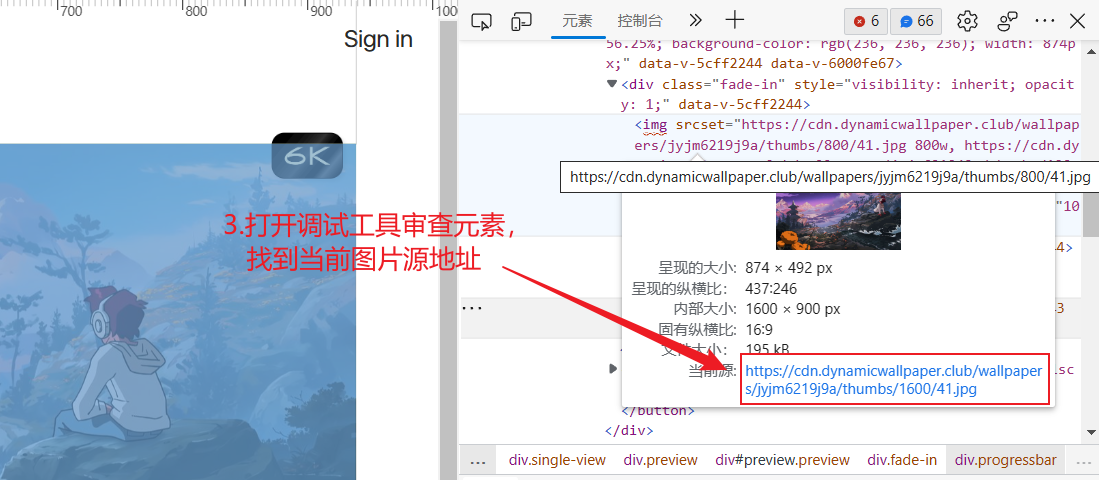 700
800
900
1000
Sign in
6K
3.打开调试工具审查元素，
找到当前图片源地址
元素
控制台
6
66
56.25%; background-color: rgb(236, 236, 236); width: 874p
x;" data-v-5cff2244 data-v-6000fe67>
<div class="fade-in" style="visibility: inherit; opacit
y: 1;" data-v-5cff2244>
<img srcset="https://cdn.dynamicwallpaper.club/wallpap
ers/jyjm6219j9a/thumbs/800/41.jpg 800w, https://cdn.dy
https://cdn.dynamicwallpaper.club/wallpapers/jyjm6219j9a/thumbs/800/41.jpg
"10
4>
呈现的大小: 874 × 492 px
呈现的纵横比: 437:246
内部大小: 1600 × 900 px
3
固有纵横比: 16:9
文件大小: 195 kB
当前源: https://cdn.dynamicwallpaper.club/wallpaper
s/jyjm6219j9a/thumbs/1600/41.jpg
isc
</button>
</div>
... div.single-view div.preview div#preview.preview div.fade-in div.progressbar ...